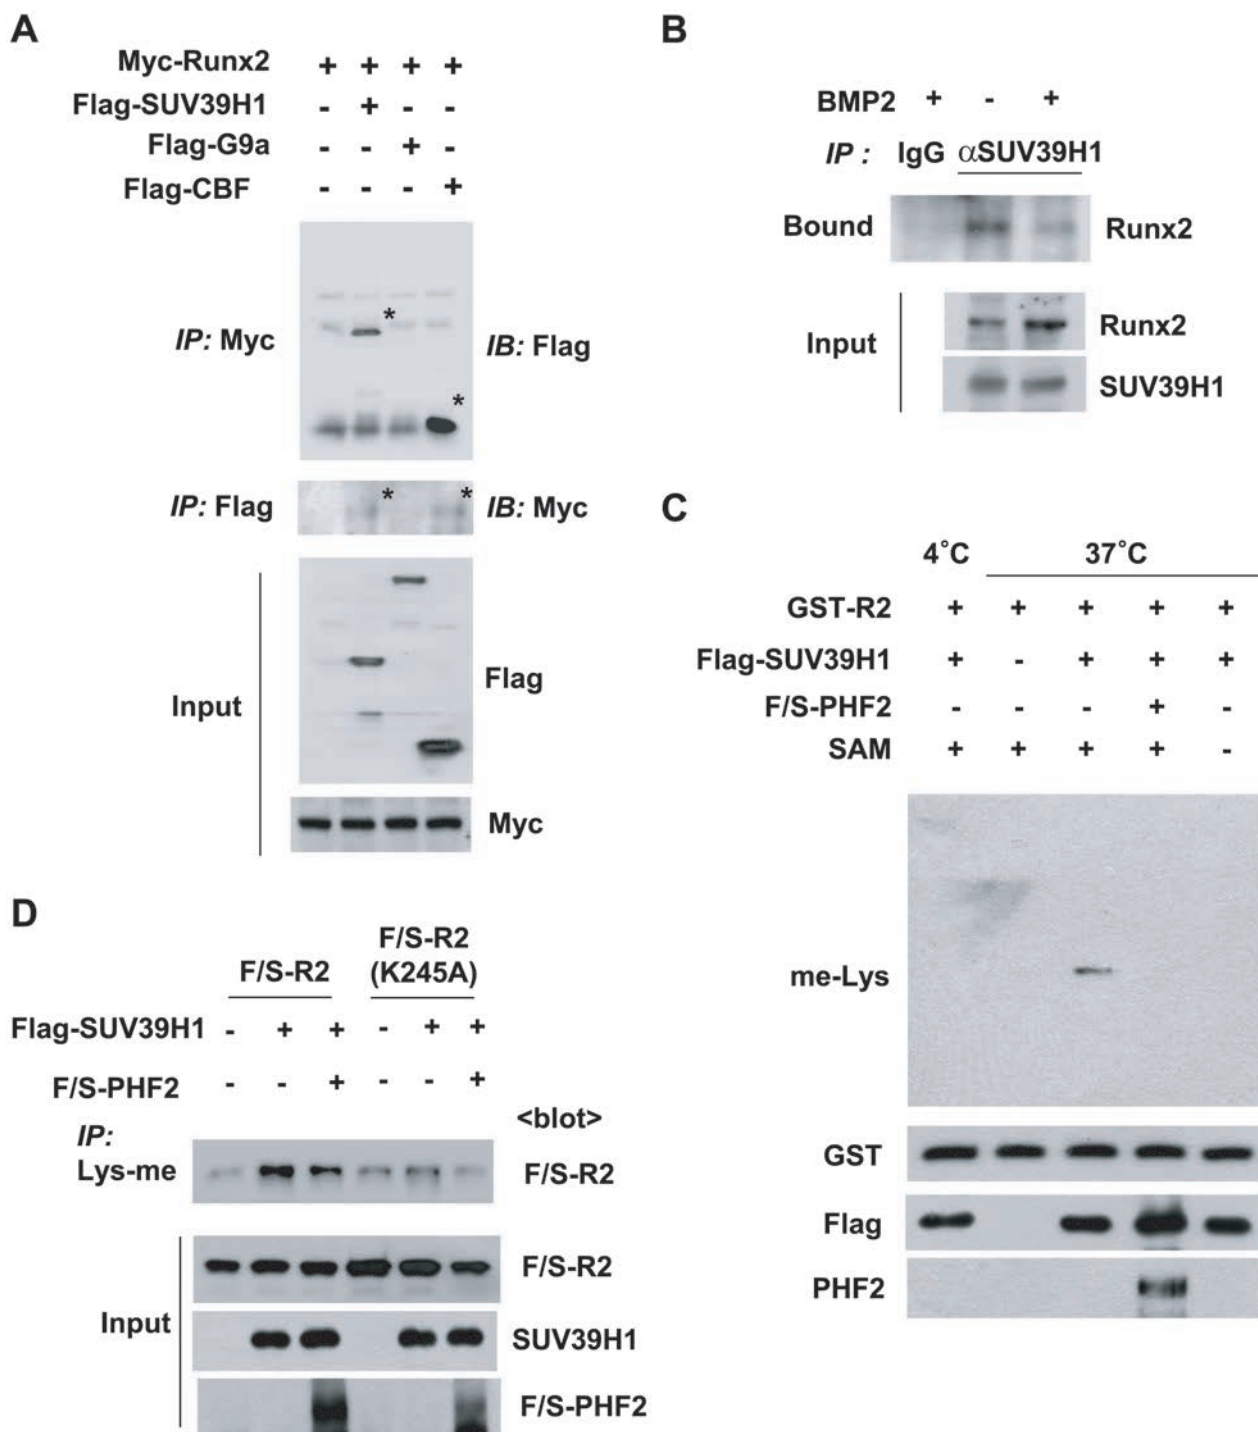 A
Myc-Runx2 + + + +
Flag-SUV39H1 - + - -
Flag-G9a - - + -
Flag-CBF - - - +
IP: Myc
*
*
IB: Flag
IP: Flag
* *
IB: Myc
Input
Flag
Myc
B
BMP2 + - +
IP : IgG αSUV39H1
Bound Runx2
Input
Runx2
SUV39H1
C
4°C 37°C
GST-R2 + + + + +
Flag-SUV39H1 + - + + +
F/S-PHF2 - - - + -
SAM + + + + -
me-Lys
GST
Flag
PHF2
D
F/S-R2
F/S-R2
(K245A)
Flag-SUV39H1 - + + - + +
F/S-PHF2 - - + - - +
<blot>
IP:
Lys-me F/S-R2
Input
F/S-R2
SUV39H1
F/S-PHF2